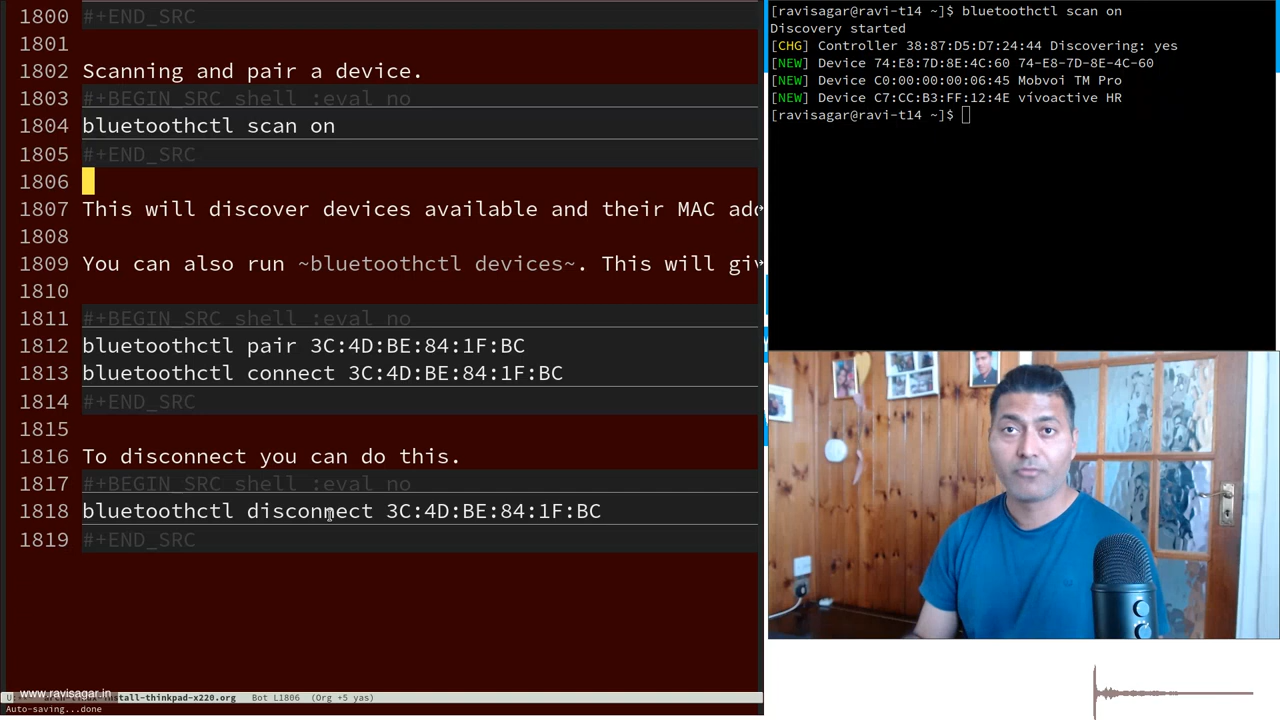 1800 #+END_SRC
1801
1802 Scanning and pair a device.
1803 #+BEGIN_SRC shell :eval no
1804 bluetoothctl scan on
1805 #+END_SRC
1806
1807 This will discover devices available and their MAC
1808
1809 You can also run ~bluetoothctl devices~. This will
1810
1811 #+BEGIN_SRC shell :eval no
1812 bluetoothctl pair 3C:4D:BE:84:1F:BC
1813 bluetoothctl connect 3C:4D:BE:84:1F:BC
1814 #+END_SRC
1815
1816 To disconnect you can do this.
1817 #+BEGIN_SRC shell :eval no
1818 bluetoothctl disconnect 3C:4D:BE:84:1F:BC
1819 #+END_SRC
www.ravisagar.in
install-thinkpad-x220.org Bot L1806 (Org +5 yas)
Auto-saving...done
[ravisagar@ravi-t14 ~]$ bluetoothctl scan on
Discovery started
[CHG] Controller 38:87:D5:D7:24:44 Discovering: yes
[NEW] Device 74:E8:7D:8E:4C:60 74-E8-7D-8E-4C-60
[NEW] Device C0:00:00:00:06:45 Mobvoi TM Pro
[NEW] Device C7:CC:B3:FF:12:4E vívoactive HR
[ravisagar@ravi-t14 ~]$